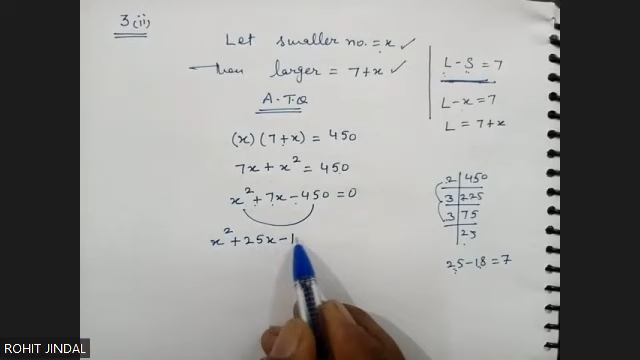 3(ii)
Let smaller no. = x ✓
then larger = 7+x ✓
A.T.Q
(x) (7+x) = 450
7x + x² = 450
x² + 7x - 450 = 0
x² + 25x - 1
L - S = 7
L - x = 7
L = 7+x
2 | 450
3 | 225
3 | 75
25
25 - 18 = 7
ROHIT JINDAL